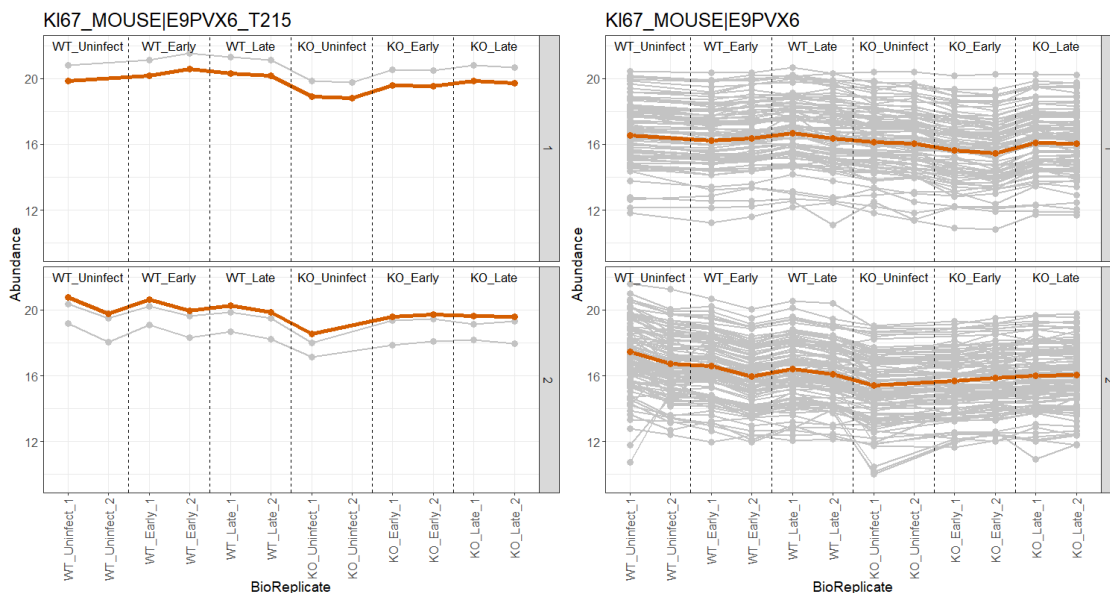 KI67_MOUSE|E9PVX6_T215
WT_Uninfect WT_Early WT_Late KO_Uninfect KO_Early KO_Late
20
16
12
1
WT_Uninfect WT_Early WT_Late KO_Uninfect KO_Early KO_Late
20
16
12
2
Abundance
WT_Uninfect_1
WT_Uninfect_2
WT_Early_1
WT_Early_2
WT_Late_1
WT_Late_2
KO_Uninfect_1
KO_Uninfect_2
KO_Early_1
KO_Early_2
KO_Late_1
KO_Late_2
BioReplicate
KI67_MOUSE|E9PVX6
WT_Uninfect WT_Early WT_Late KO_Uninfect KO_Early KO_Late
20
16
12
1
WT_Uninfect WT_Early WT_Late KO_Uninfect KO_Early KO_Late
20
16
12
2
Abundance
WT_Uninfect_1
WT_Uninfect_2
WT_Early_1
WT_Early_2
WT_Late_1
WT_Late_2
KO_Uninfect_1
KO_Uninfect_2
KO_Early_1
KO_Early_2
KO_Late_1
KO_Late_2
BioReplicate